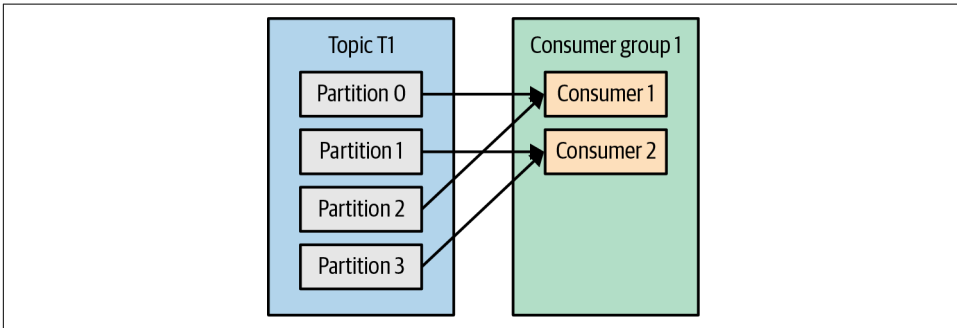 Topic T1
Partition 0
Partition 1
Partition 2
Partition 3
Consumer group 1
Consumer 1
Consumer 2